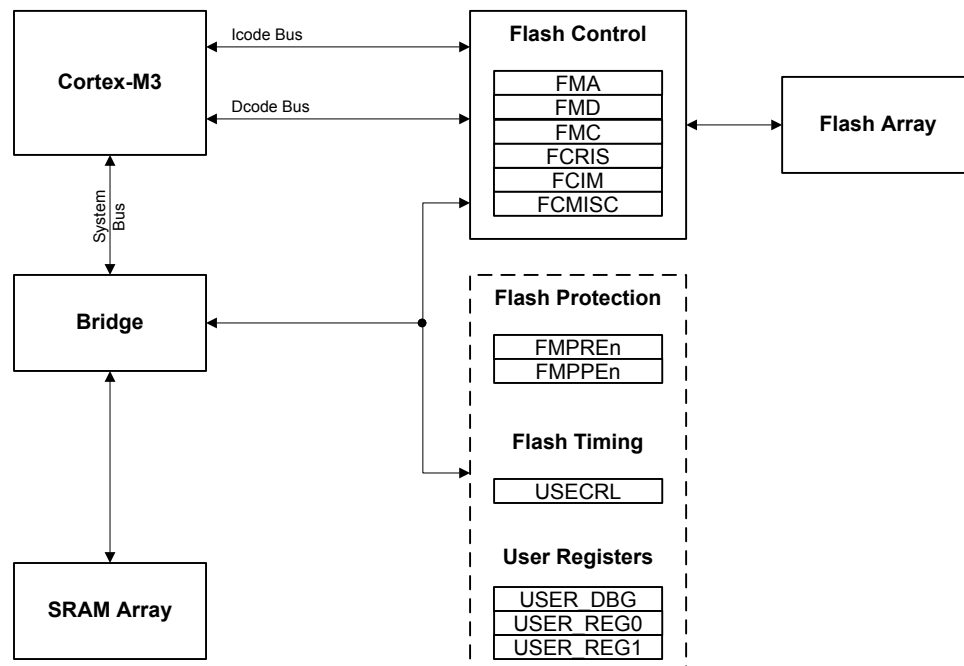 Icode Bus
Flash Control
Cortex-M3
FMA
FMD
Dcode Bus
FMC
Flash Array
FCRIS
FCIM
FCMISC
System
Bus
Bridge
Flash Protection
FMPREn
FMPPEn
Flash Timing
USECRL
User Registers
SRAM Array
USER_DBG
USER_REG0
USER_REG1